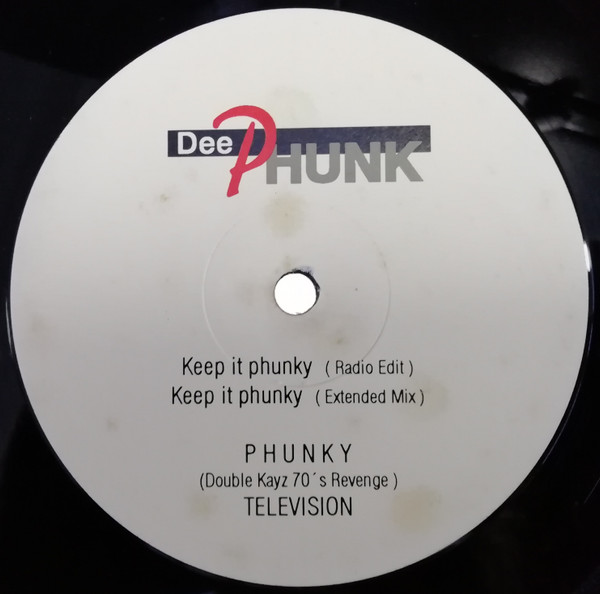 Dee PHUNK
Keep it phunky ( Radio Edit )
Keep it phunky ( Extended Mix )
PHUNKY
(Double Kayz 70´s Revenge )
TELEVISION